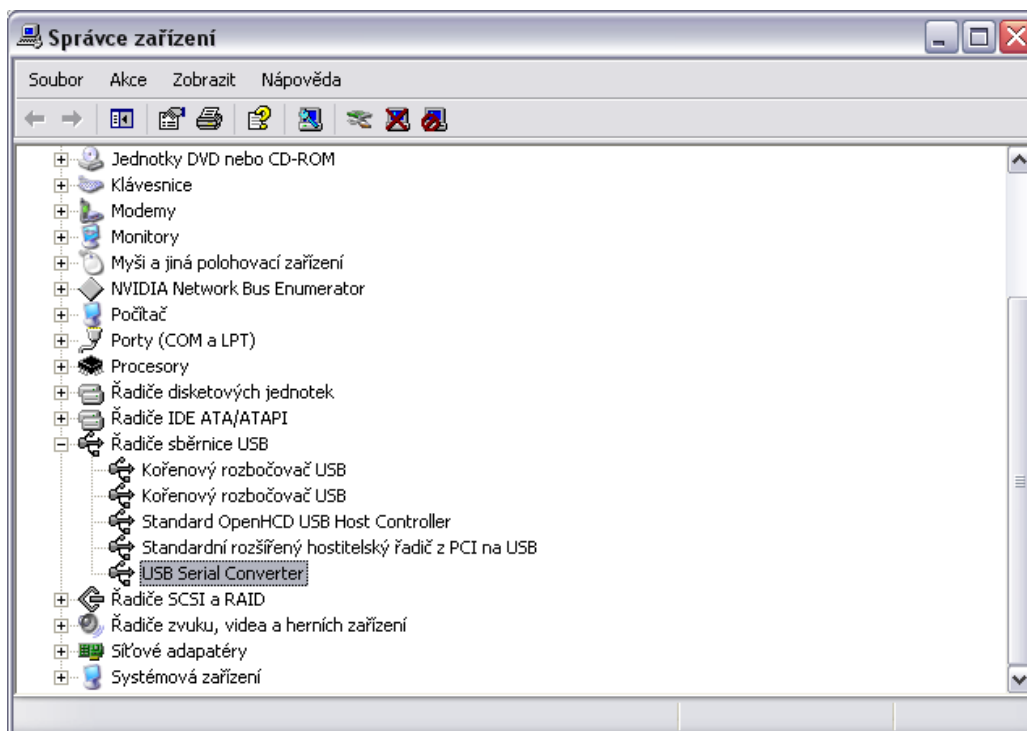 Správce zařízení
Soubor Akce Zobrazit Nápověda
Jednotky DVD nebo CD-ROM
Klávesnice
Modemy
Monitory
Myši a jiná polohovací zařízení
NVIDIA Network Bus Enumerator
Počítač
Porty (COM a LPT)
Procesory
Řadiče disketových jednotek
Řadiče IDE ATA/ATAPI
Řadiče sběrnice USB
Kořenový rozbočovač USB
Kořenový rozbočovač USB
Standard OpenHCD USB Host Controller
Standardní rozšířený hostitelský řadič z PCI na USB
USB Serial Converter
Řadiče SCSI a RAID
Řadiče zvuku, videa a herních zařízení
Síťové adapatéry
Systémová zařízení